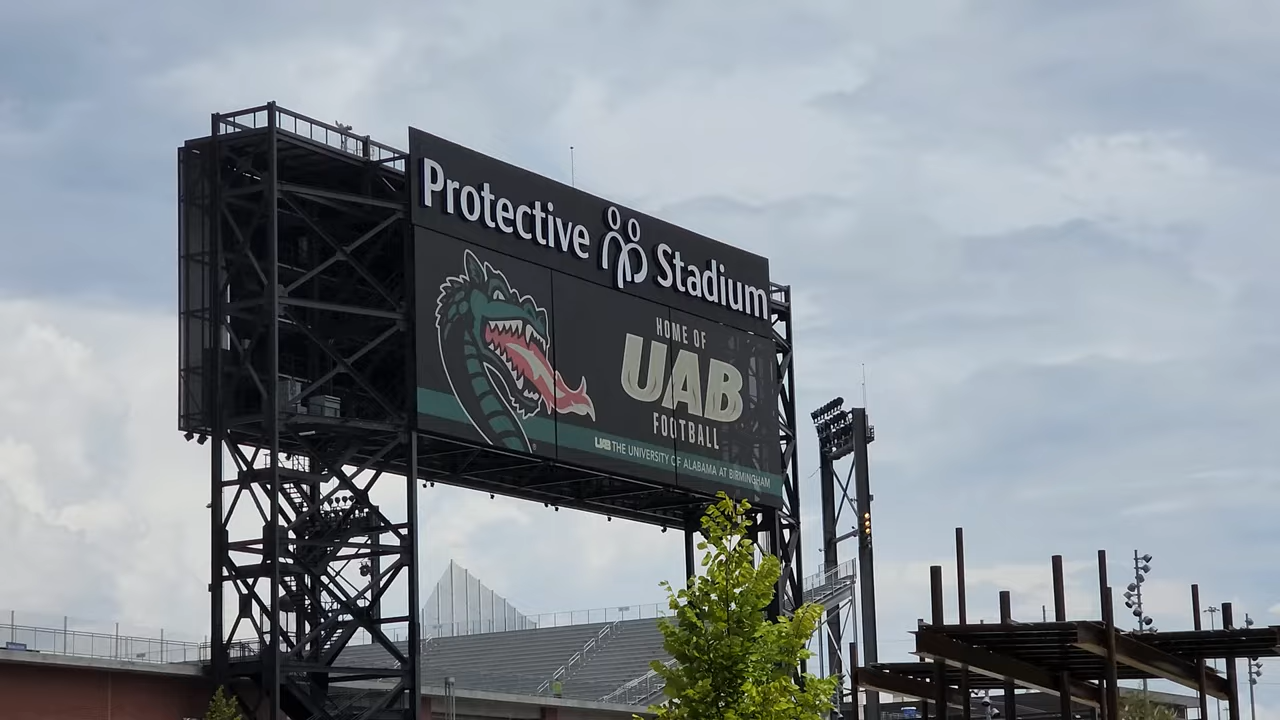 Protective Stadium
HOME OF
UAB
FOOTBALL
UAB THE UNIVERSITY OF ALABAMA AT BIRMINGHAM